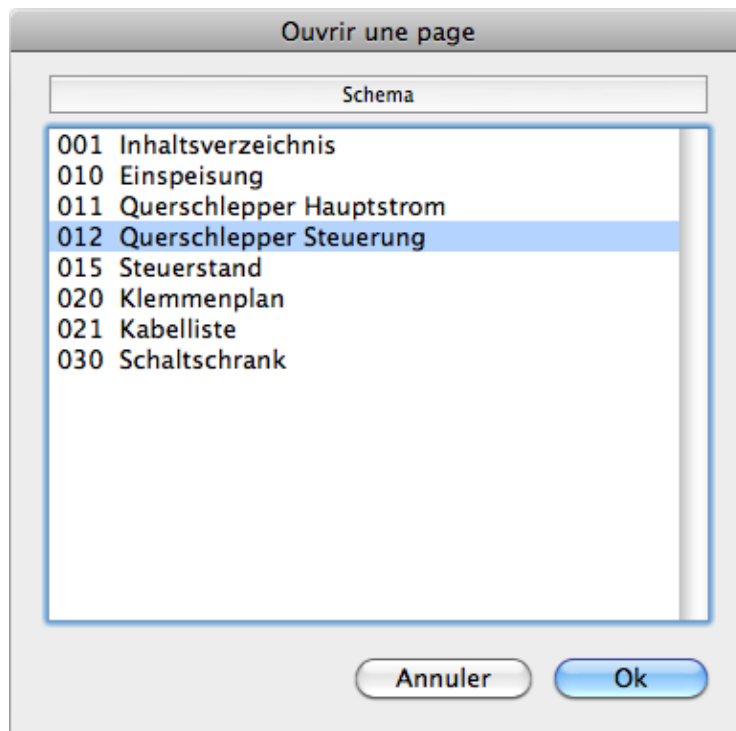 Ouvrir une page
Schema
001 Inhaltsverzeichnis
010 Einspeisung
011 Querschlepper Hauptstrom
012 Querschlepper Steuerung
015 Steuerstand
020 Klemmenplan
021 Kabelliste
030 Schaltschrank
Annuler Ok